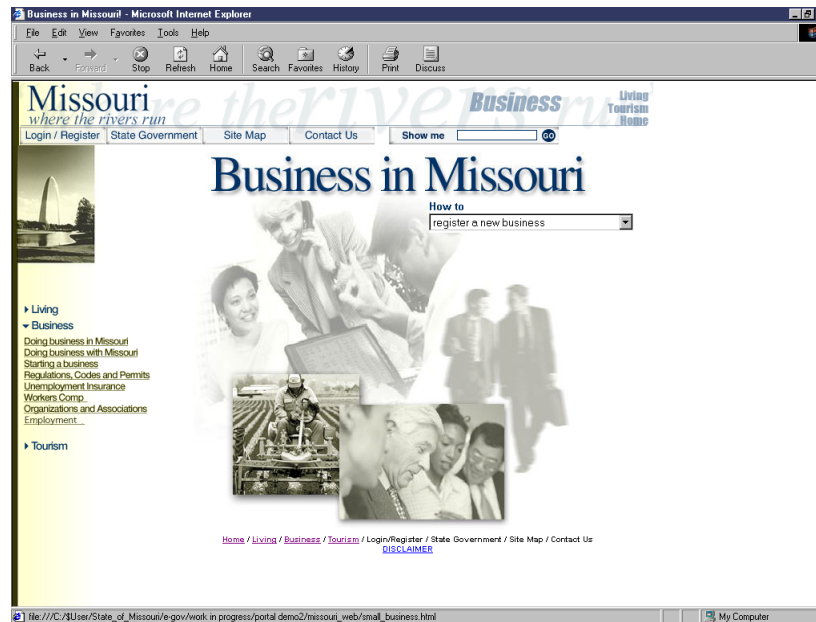 Business in Missouri! - Microsoft Internet Explorer
File Edit View Favorites Tools Help
Back Forward Stop Refresh Home Search Favorites History Print Discuss
Missouri
where the rivers run
where the rivers run
Business
Living
Tourism
Home
Login / Register State Government Site Map Contact Us Show me GO
Business in Missouri
How to
register a new business
Living
Business
Doing business in Missouri
Doing business with Missouri
Starting a business
Regulations, Codes and Permits
Unemployment Insurance
Workers Comp
Organizations and Associations
Employment
Tourism
Home / Living / Business / Tourism / Login/Register / State Government / Site Map / Contact Us
DISCLAIMER
file:///C:/$User/State_of_Missouri/e-gov/work in progress/portal demo2/missouri_web/small_business.html My Computer